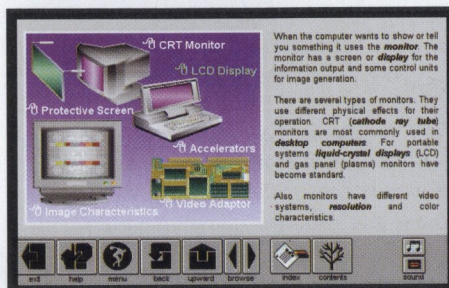 CRT Monitor
LCD Display
Protective Screen
Accelerators
Image Characteristics
Video Adaptor
When the computer wants to show or tell
you something it uses the monitor. The
monitor has a screen or display for the
information output and some control units
for image generation.
There are several types of monitors. They
use different physical effects for their
operation. CRT (cathode ray tube)
monitors are most commonly used in
desktop computers. For portable
systems liquid-crystal displays (LCD)
and gas panel (plasma) monitors have
become standard.
Also monitors have different video
systems, resolution and color
characteristics.
exit help menu back upward browse index contents sound